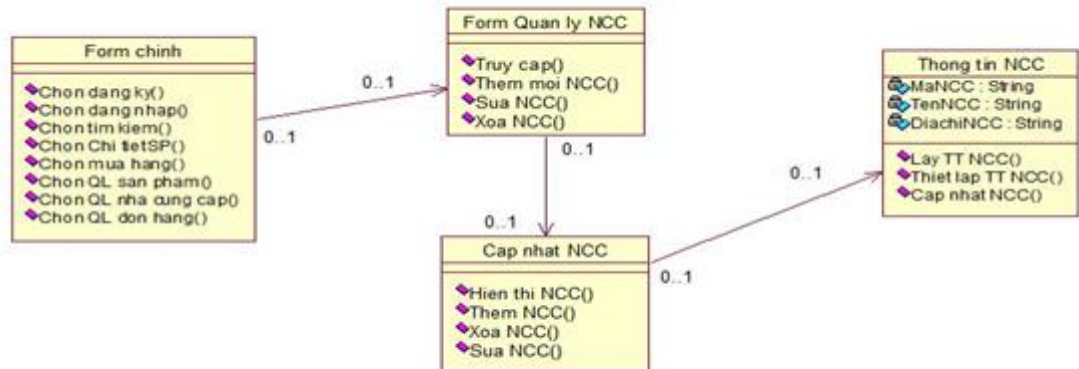 Form chinh
Chon dang ky()
Chon dang nhap()
Chon tim kiem()
Chon Chi tietSP()
Chon mua hang()
Chon QL san pham()
Chon QL nha cung cap()
Chon QL don hang()
0..1
0..1
Form Quan ly NCC
Truy cap()
Them moi NCC()
Sua NCC()
Xoa NCC()
0..1
0..1
Cap nhat NCC
Hien thi NCC()
Them NCC()
Xoa NCC()
Sua NCC()
0..1
0..1
Thong tin NCC
MaNCC : String
TenNCC : String
DiachiNCC : String
Lay TT NCC()
Thiet lap TT NCC()
Cap nhat NCC()